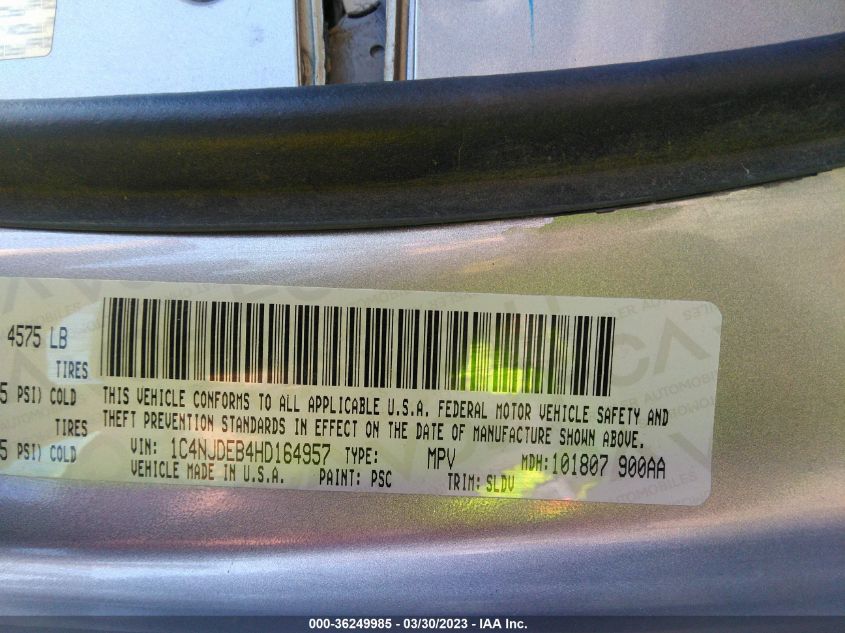 4575 LB
TIRES
5 PSI) COLD
TIRES
5 PSI) COLD
THIS VEHICLE CONFORMS TO ALL APPLICABLE U.S.A. FEDERAL MOTOR VEHICLE SAFETY AND
THEFT PREVENTION STANDARDS IN EFFECT ON THE DATE OF MANUFACTURE SHOWN ABOVE.
VIN: 1C4NJDEB4HD164957 TYPE: MPV MDH: 101807 900AA
VEHICLE MADE IN U.S.A. PAINT: PSC TRIM: SLDV
000-36249985 - 03/30/2023 - IAA Inc.